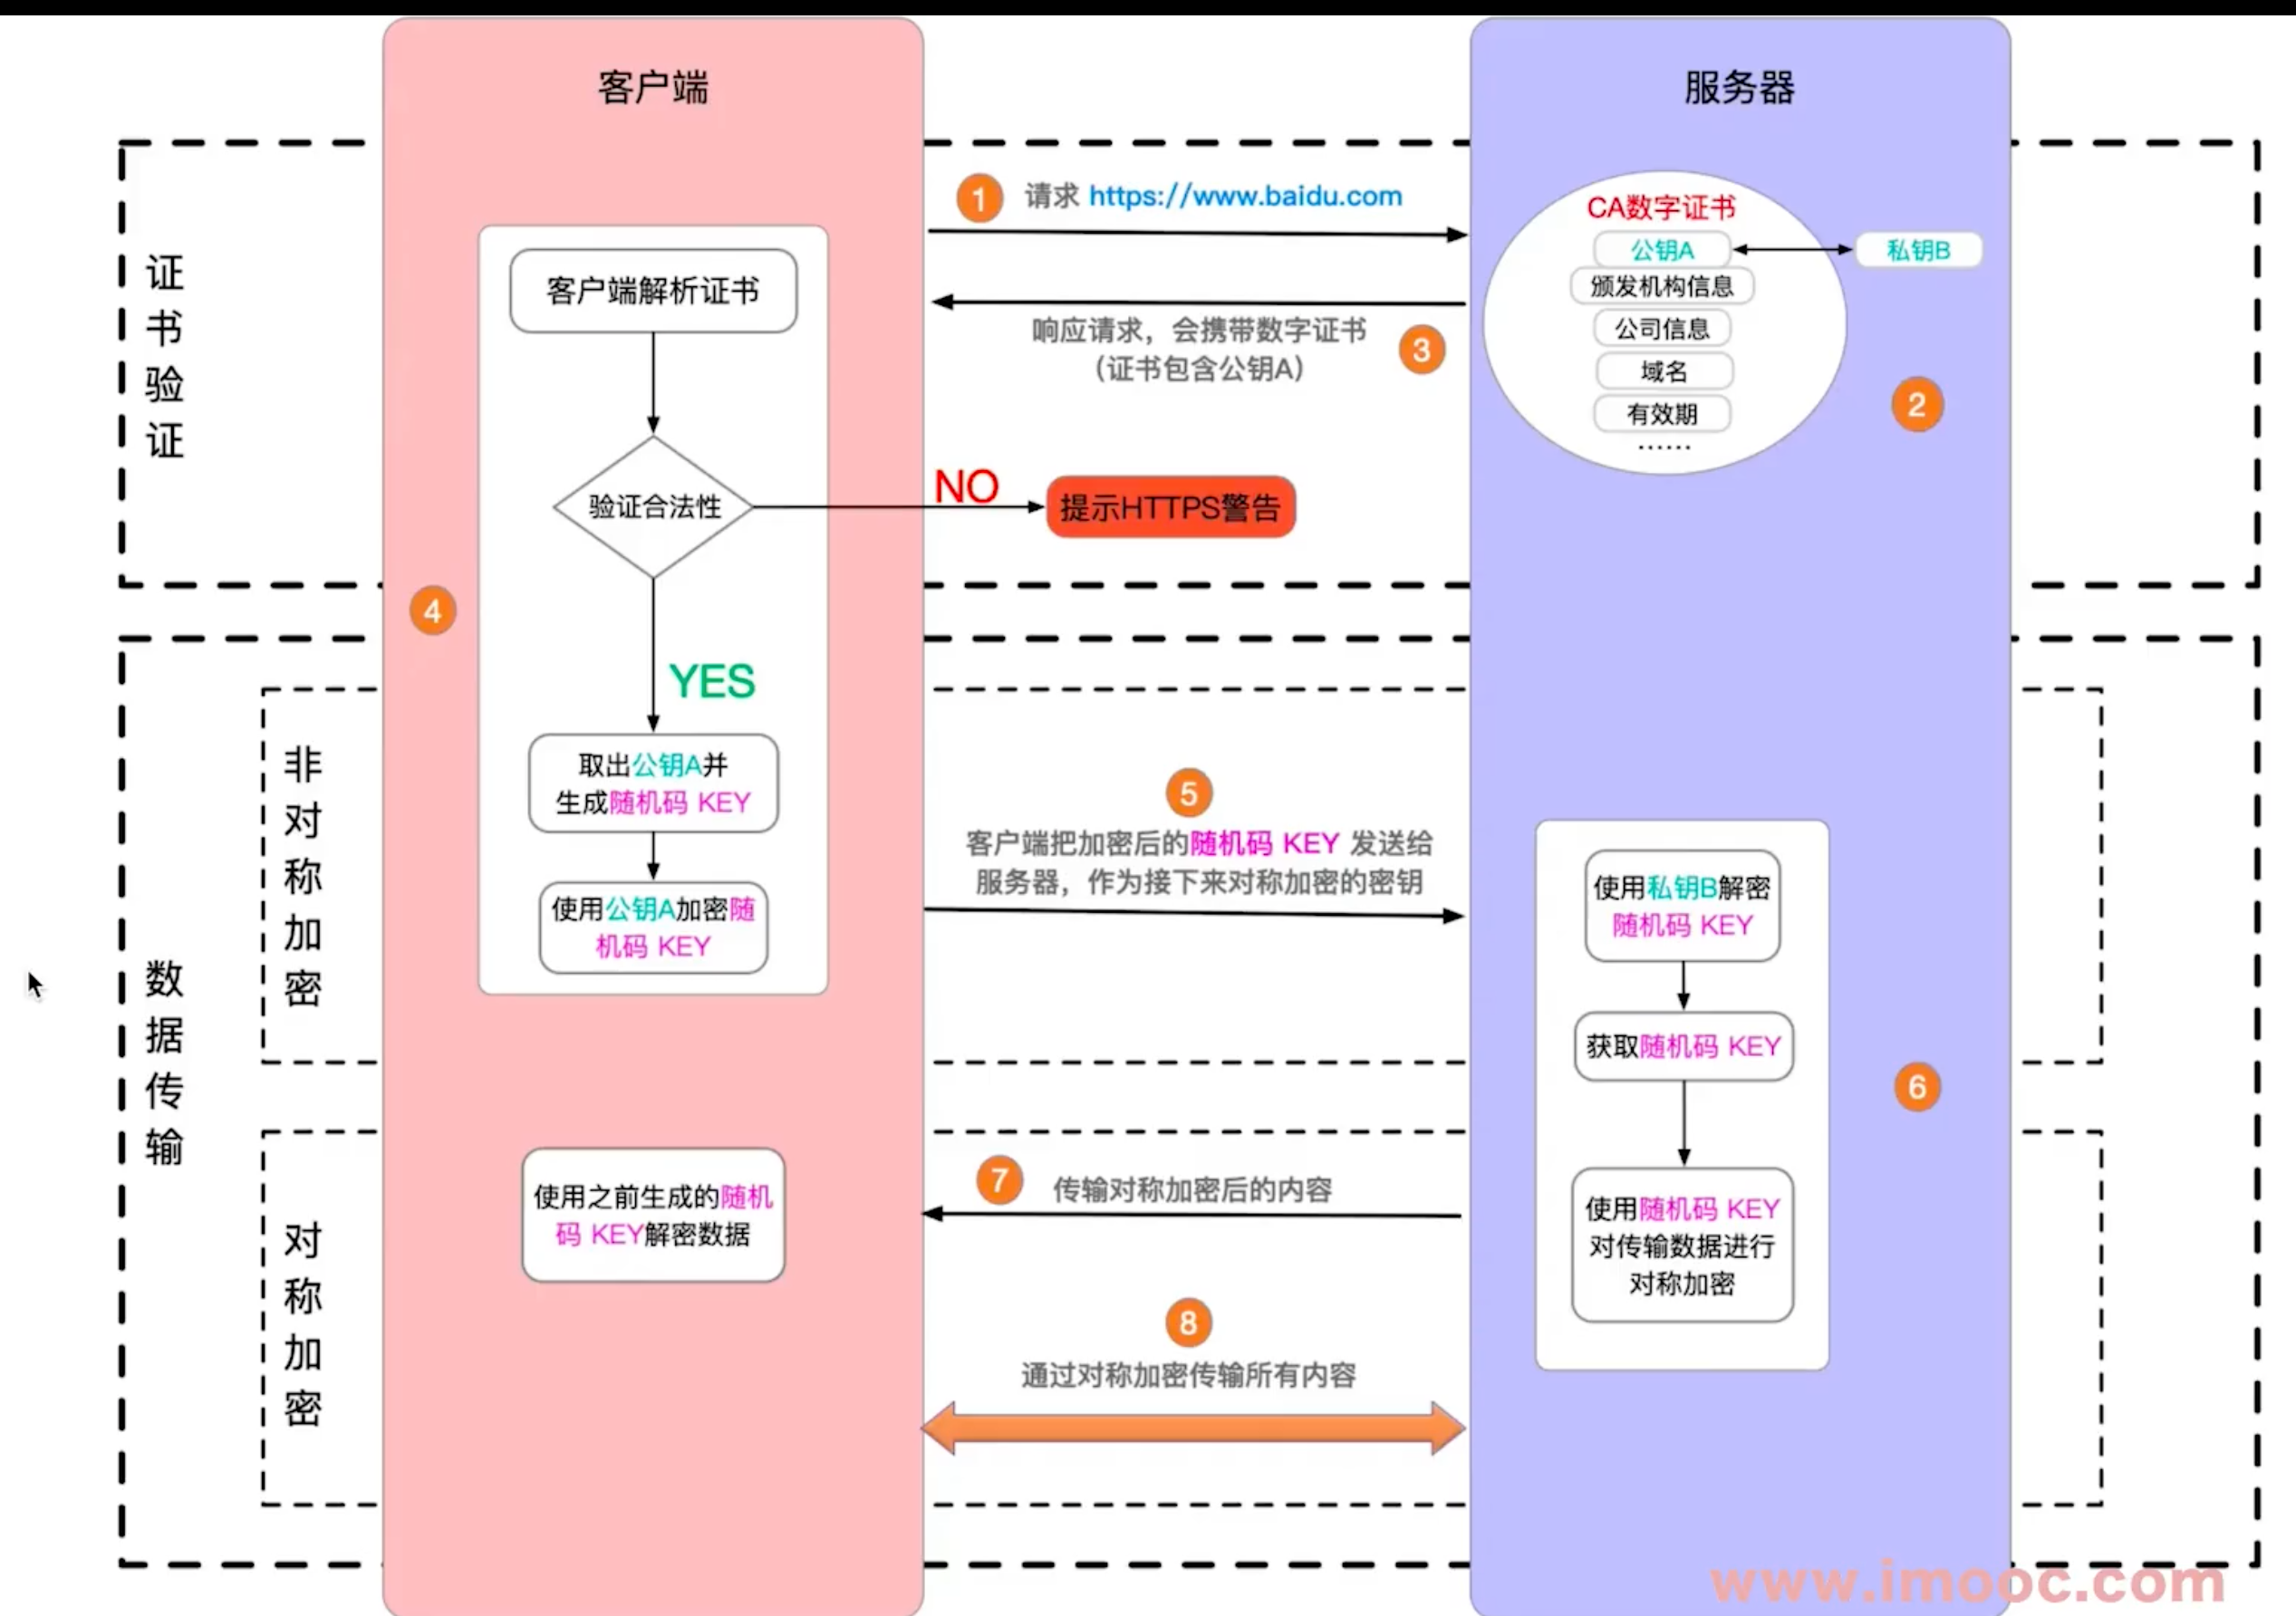 客户端
服务器
证书验证
1
请求 https://www.baidu.com
CA数字证书
公钥A
私钥B
颁发机构信息
公司信息
域名
有效期
......
2
响应请求，会携带数字证书
（证书包含公钥A）
3
客户端解析证书
验证合法性
NO
提示HTTPS警告
4
YES
数据传输
非对称加密
取出公钥A并
生成随机码 KEY
使用公钥A加密随
机码 KEY
5
客户端把加密后的随机码 KEY 发送给
服务器，作为接下来对称加密的密钥
使用私钥B解密
随机码 KEY
获取随机码 KEY
6
使用随机码 KEY
对传输数据进行
对称加密
对称加密
7
传输对称加密后的内容
使用之前生成的随机
码 KEY解密数据
8
通过对称加密传输所有内容
www.imooc.com